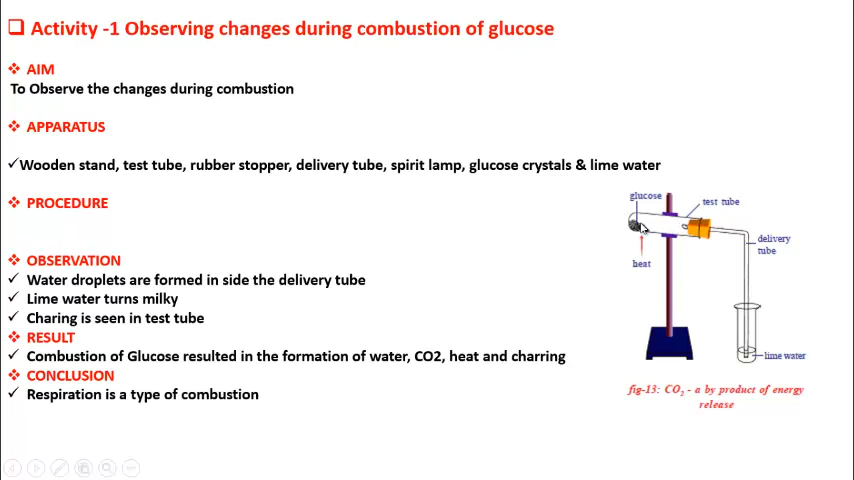 Activity -1 Observing changes during combustion of glucose
AIM
To Observe the changes during combustion
APPARATUS
Wooden stand, test tube, rubber stopper, delivery tube, spirit lamp, glucose crystals & lime water
PROCEDURE
OBSERVATION
Water droplets are formed in side the delivery tube
Lime water turns milky
Charing is seen in test tube
RESULT
Combustion of Glucose resulted in the formation of water, CO2, heat and charring
CONCLUSION
Respiration is a type of combustion
glucose
test tube
delivery
tube
heat
lime water
fig-13: CO₂ - a by product of energy
release